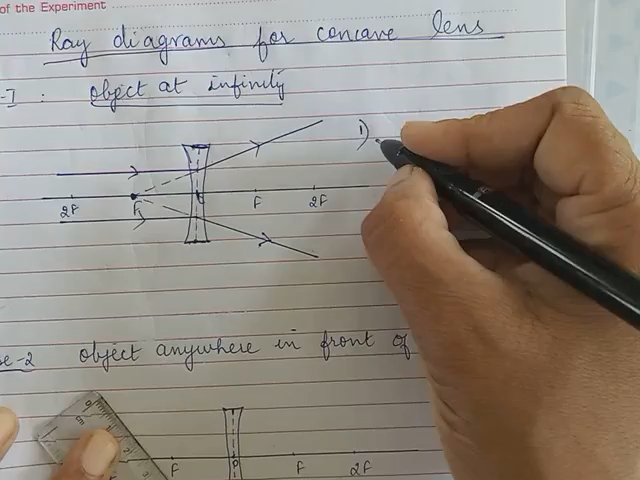 of the Experiment
Ray diagrams for concave lens
-I : object at infinity
1)
2F F F 2F
se-2 object anywhere in front of
F P F 2F